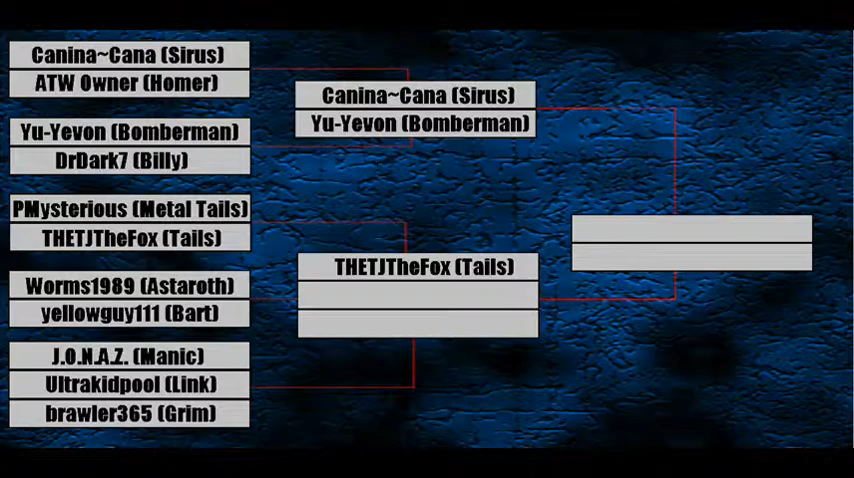 Canina~Cana (Sirus)
ATW Owner (Homer)
Yu-Yevon (Bomberman)
DrDark7 (Billy)
PMysterious (Metal Tails)
THETJTheFox (Tails)
Worms1989 (Astaroth)
yellowguy111 (Bart)
J.O.N.A.Z. (Manic)
Ultrakidpool (Link)
brawler365 (Grim)
Canina~Cana (Sirus)
Yu-Yevon (Bomberman)
THETJTheFox (Tails)